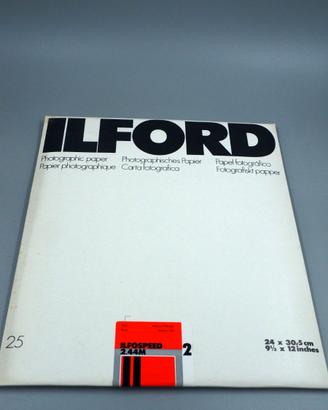 ILFORD
Photographic paper Photographisches Papier Papel fotográfico
Papier photographique Carta fotografica Fotografiskt papper
25
ILFOSPEED
2.44M 2
24 x 30,5 cm
9½ x 12 inches